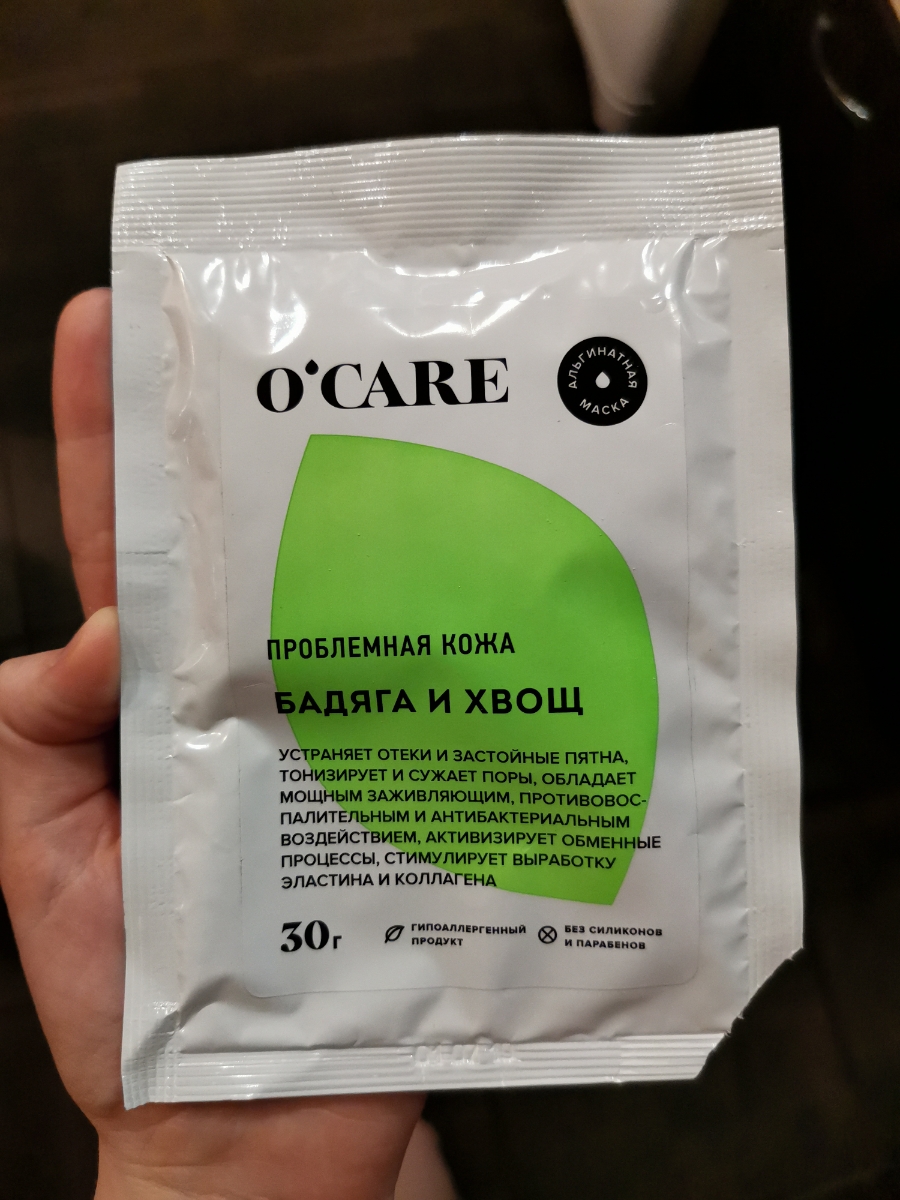 O'CARE
АЛЬГИНАТНАЯ
МАСКА
ПРОБЛЕМНАЯ КОЖА
БАДЯГА И ХВОЩ
УСТРАНЯЕТ ОТЕКИ И ЗАСТОЙНЫЕ ПЯТНА,
ТОНИЗИРУЕТ И СУЖАЕТ ПОРЫ, ОБЛАДАЕТ
МОЩНЫМ ЗАЖИВЛЯЮЩИМ, ПРОТИВОВОС-
ПАЛИТЕЛЬНЫМ И АНТИБАКТЕРИАЛЬНЫМ
ВОЗДЕЙСТВИЕМ, АКТИВИЗИРУЕТ ОБМЕННЫЕ
ПРОЦЕССЫ, СТИМУЛИРУЕТ ВЫРАБОТКУ
ЭЛАСТИНА И КОЛЛАГЕНА
30г
ГИПОАЛЛЕРГЕННЫЙ
ПРОДУКТ
БЕЗ СИЛИКОНОВ
И ПАРАБЕНОВ